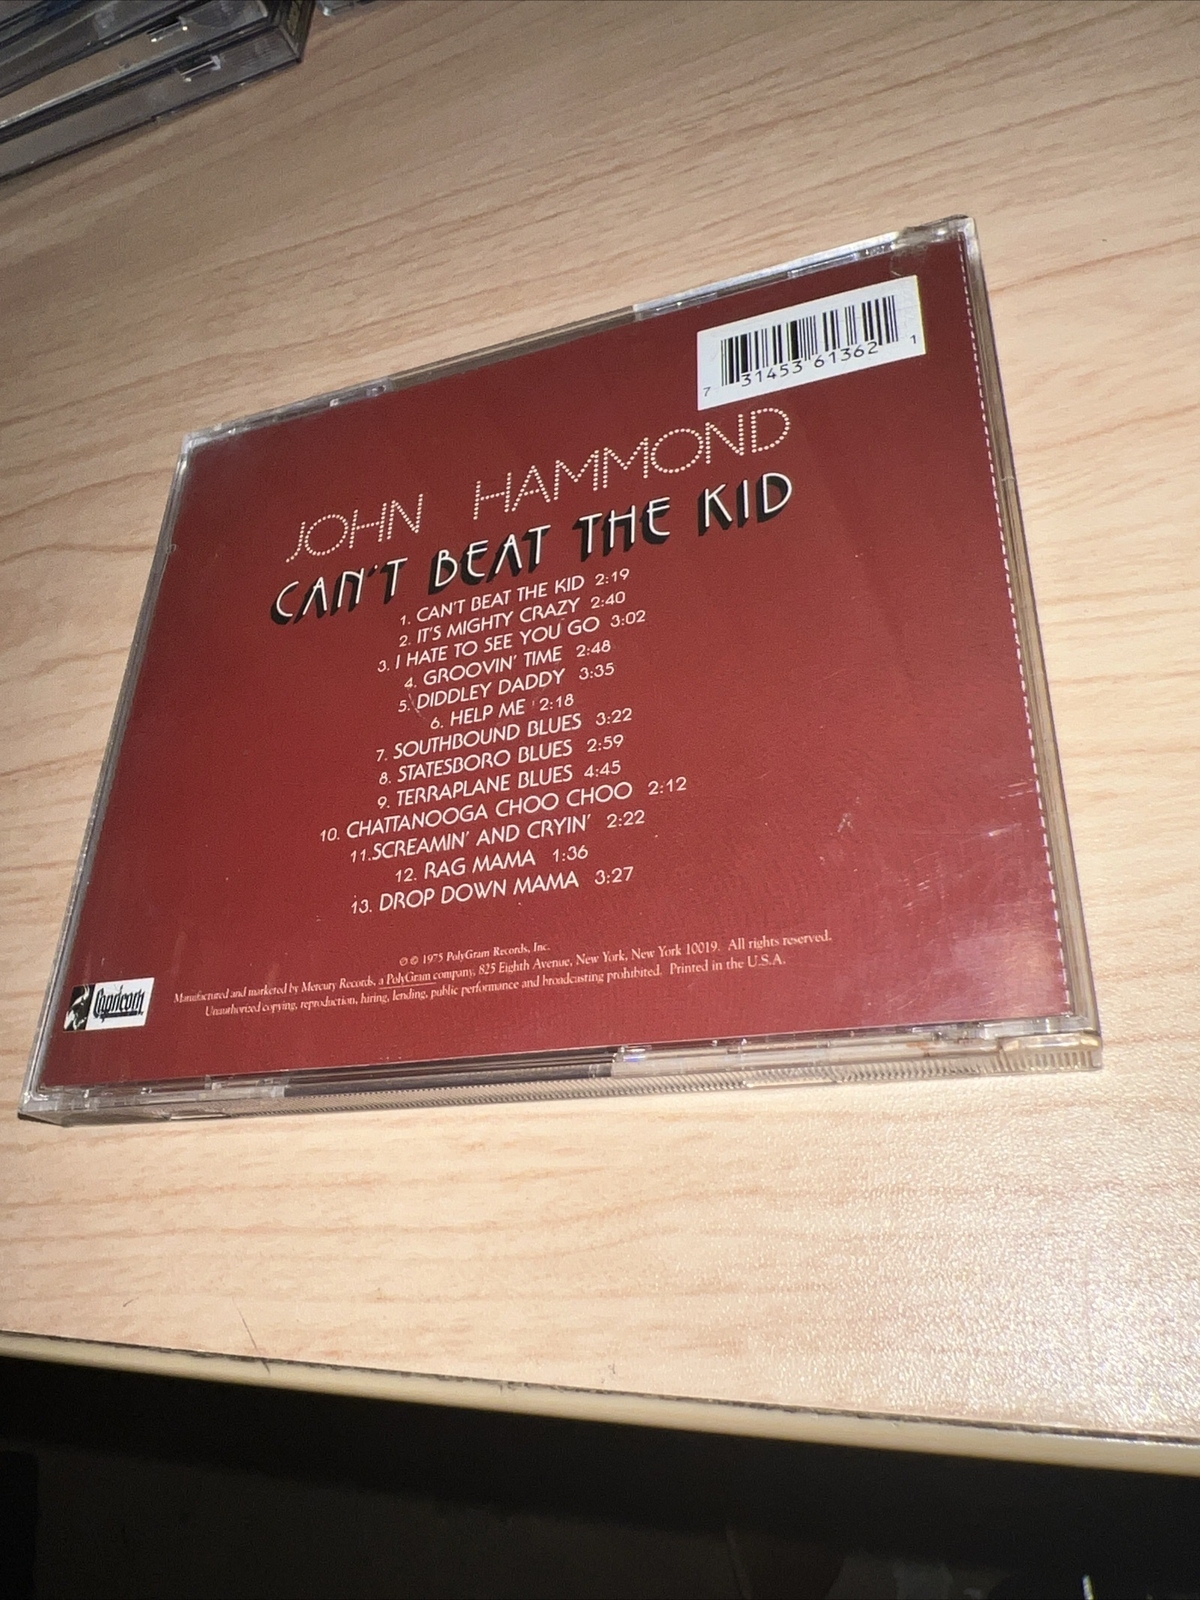 7 31453 61362 1
JOHN HAMMOND
CAN'T BEAT THE KID
1. CAN'T BEAT THE KID 2:19
2. IT'S MIGHTY CRAZY 2:40
3. I HATE TO SEE YOU GO 3:02
4. GROOVIN' TIME 2:48
5. DIDDLEY DADDY 3:35
6. HELP ME 2:18
7. SOUTHBOUND BLUES 3:22
8. STATESBORO BLUES 2:59
9. TERRAPLANE BLUES 4:45
10. CHATTANOOGA CHOO CHOO 2:12
11. SCREAMIN' AND CRYIN' 2:22
12. RAG MAMA 1:36
13. DROP DOWN MAMA 3:27
℗ © 1975 PolyGram Records, Inc.
Manufactured and marketed by Mercury Records, a PolyGram company, 825 Eighth Avenue, New York, New York 10019. All rights reserved.
Unauthorized copying, reproduction, hiring, lending, public performance and broadcasting prohibited. Printed in the U.S.A.
Capricorn